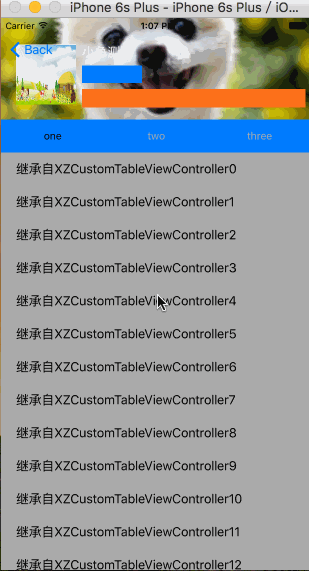 iPhone 6s Plus - iPhone 6s Plus / iO...
Carrier 1:07 PM
Back
one two three
继承自XZCustomTableViewController0
继承自XZCustomTableViewController1
继承自XZCustomTableViewController2
继承自XZCustomTableViewController3
继承自XZCustomTableViewController4
继承自XZCustomTableViewController5
继承自XZCustomTableViewController6
继承自XZCustomTableViewController7
继承自XZCustomTableViewController8
继承自XZCustomTableViewController9
继承自XZCustomTableViewController10
继承自XZCustomTableViewController11
继承自XZCustomTableViewController12